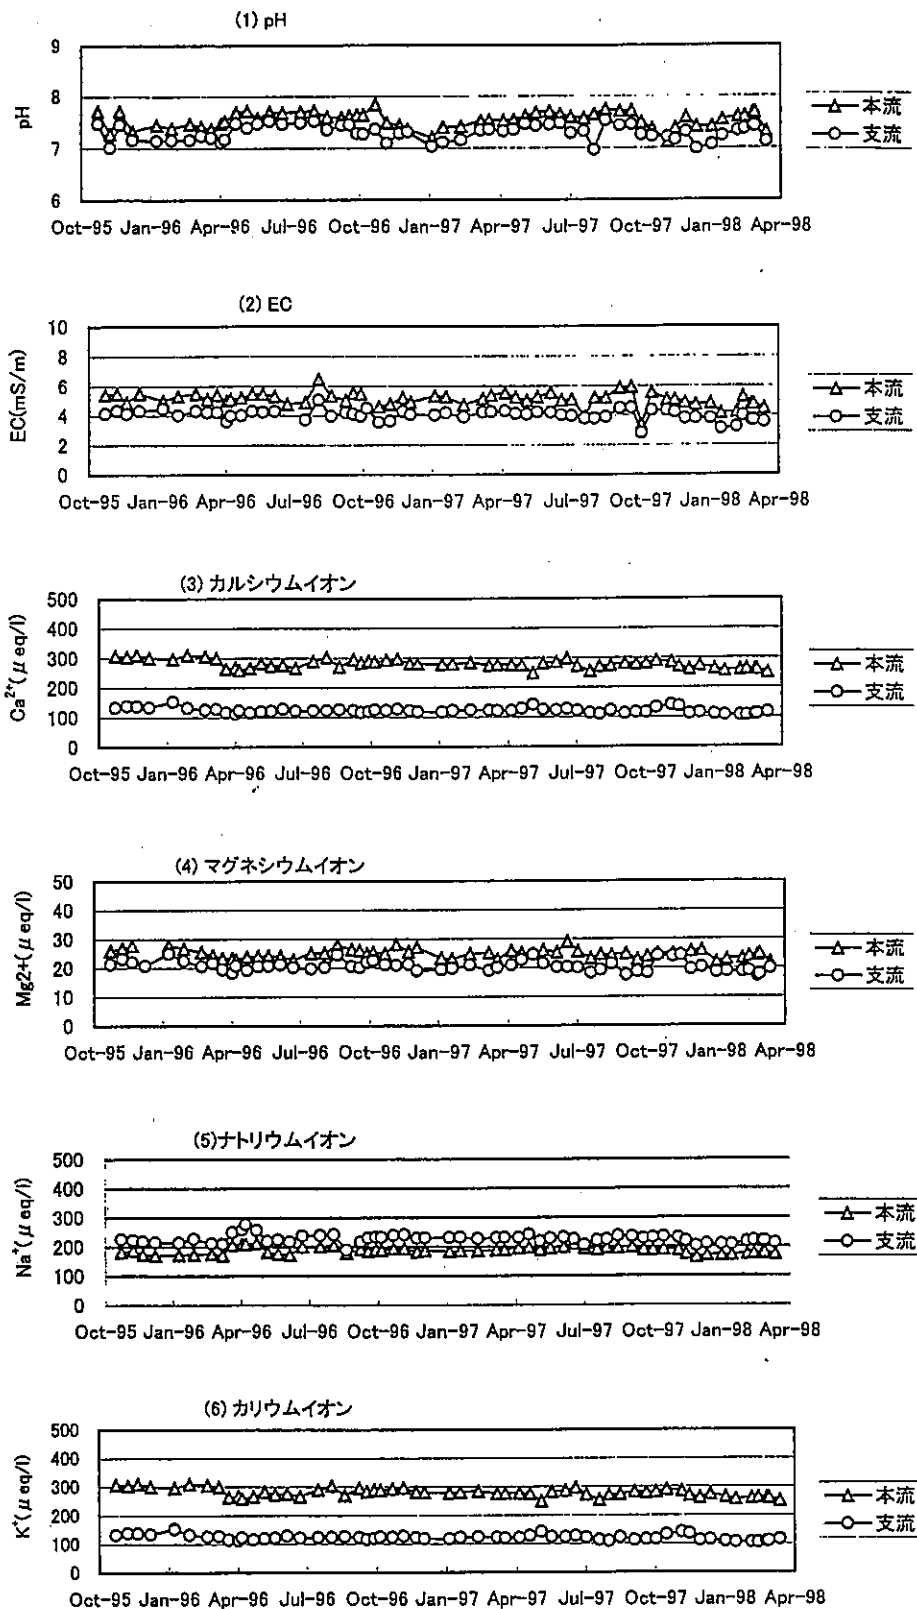 (1) pH
9
8
7
6
pH
Oct-95 Jan-96 Apr-96 Jul-96 Oct-96 Jan-97 Apr-97 Jul-97 Oct-97 Jan-98 Apr-98
本流
支流
(2) EC
10
8
6
4
2
0
EC(mS/m)
Oct-95 Jan-96 Apr-96 Jul-96 Oct-96 Jan-97 Apr-97 Jul-97 Oct-97 Jan-98 Apr-98
本流
支流
(3) カルシウムイオン
500
400
300
200
100
0
Ca2+(μeq/l)
Oct-95 Jan-96 Apr-96 Jul-96 Oct-96 Jan-97 Apr-97 Jul-97 Oct-97 Jan-98 Apr-98
本流
支流
(4) マグネシウムイオン
50
40
30
20
10
0
Mg2+(μeq/l)
Oct-95 Jan-96 Apr-96 Jul-96 Oct-96 Jan-97 Apr-97 Jul-97 Oct-97 Jan-98 Apr-98
本流
支流
(5)ナトリウムイオン
500
400
300
200
100
0
Na+(μeq/l)
Oct-95 Jan-96 Apr-96 Jul-96 Oct-96 Jan-97 Apr-97 Jul-97 Oct-97 Jan-98 Apr-98
本流
支流
(6) カリウムイオン
500
400
300
200
100
0
K+(μeq/l)
Oct-95 Jan-96 Apr-96 Jul-96 Oct-96 Jan-97 Apr-97 Jul-97 Oct-97 Jan-98 Apr-98
本流
支流